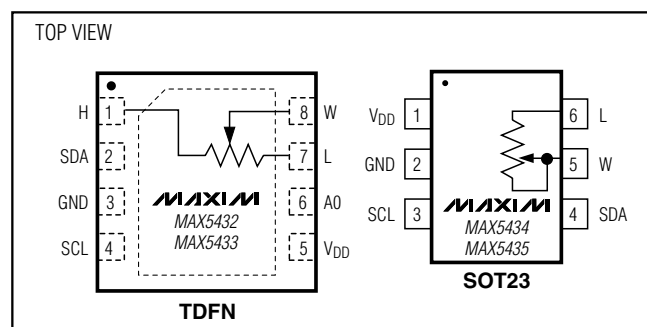 TOP VIEW
H 1 8 W
SDA 2 7 L
GND 3 6 A0
SCL 4 5 VDD
MAXIM
MAX5432
MAX5433
TDFN
VDD 1 6 L
GND 2 5 W
SCL 3 4 SDA
MAXIM
MAX5434
MAX5435
SOT23